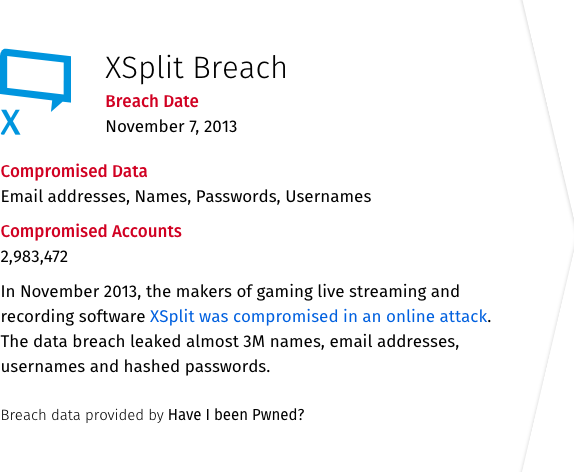 XSplit Breach
Breach Date
November 7, 2013
X
Compromised Data
Email addresses, Names, Passwords, Usernames
Compromised Accounts
2,983,472
In November 2013, the makers of gaming live streaming and
recording software XSplit was compromised in an online attack.
The data breach leaked almost 3M names, email addresses,
usernames and hashed passwords.
Breach data provided by Have I been Pwned?